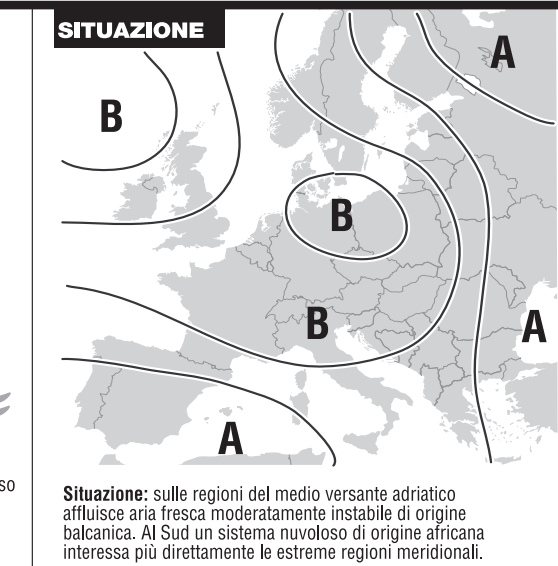 SITUAZIONE
A
B
B
B
A
A
so
Situazione: sulle regioni del medio versante adriatico
affluisce aria fresca moderatamente instabile di origine
balcanica. Al Sud un sistema nuvoloso di origine africana
interessa più direttamente le estreme regioni meridionali.